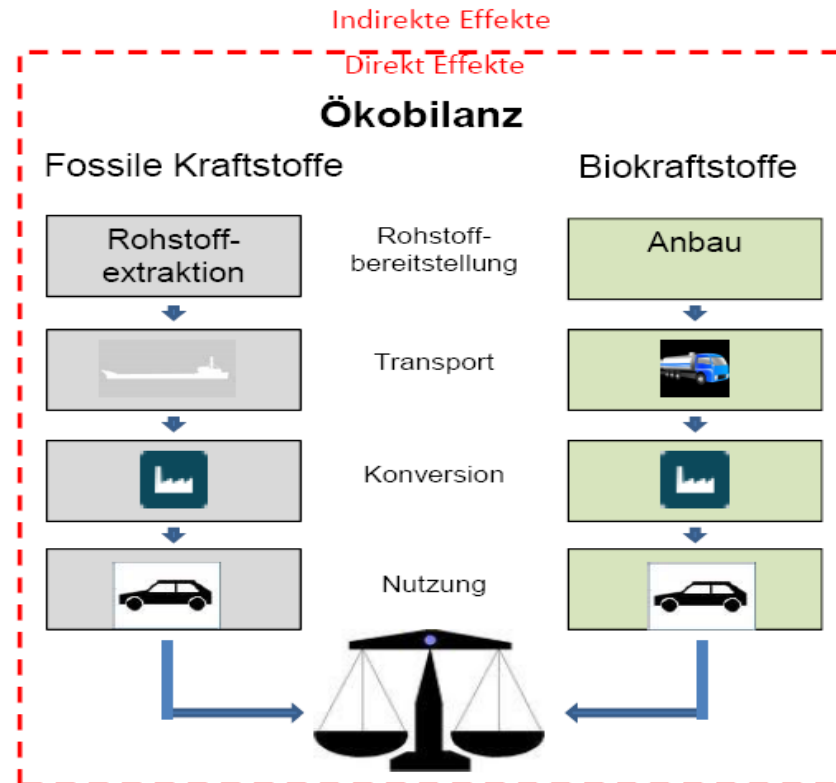 Indirekte Effekte
Direkt Effekte
Ökobilanz
Fossile Kraftstoffe
Biokraftstoffe
Rohstoff-
extraktion
Rohstoff-
bereitstellung
Anbau
Transport
Konversion
Nutzung